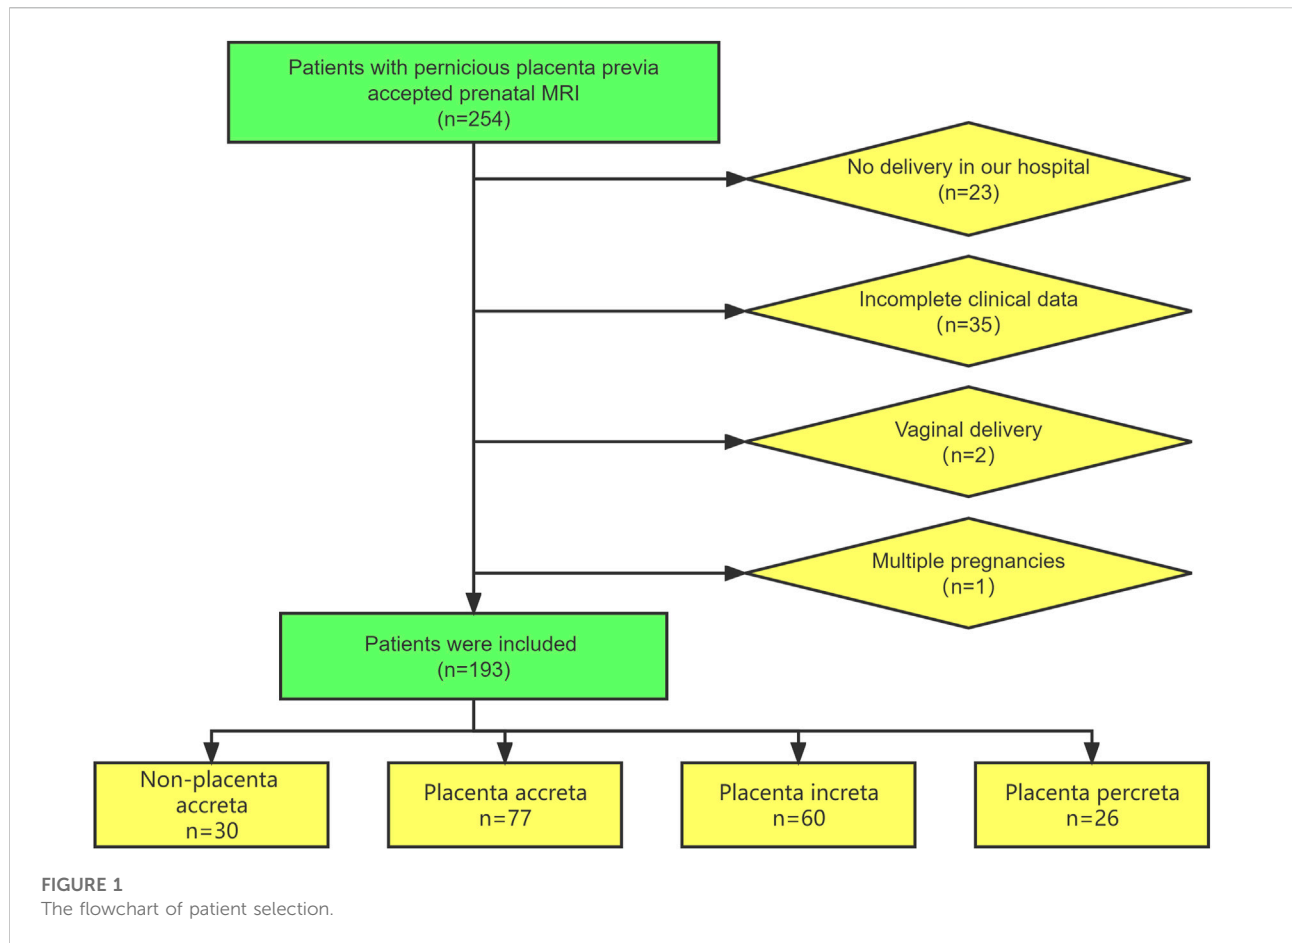 Patients with pernicious placenta previa
accepted prenatal MRI
(n=254)
No delivery in our hospital
(n=23)
Incomplete clinical data
(n=35)
Vaginal delivery
(n=2)
Multiple pregnancies
(n=1)
Patients were included
(n=193)
Non-placenta
accreta
n=30
Placenta accreta
n=77
Placenta increta
n=60
Placenta percreta
n=26
FIGURE 1
The flowchart of patient selection.